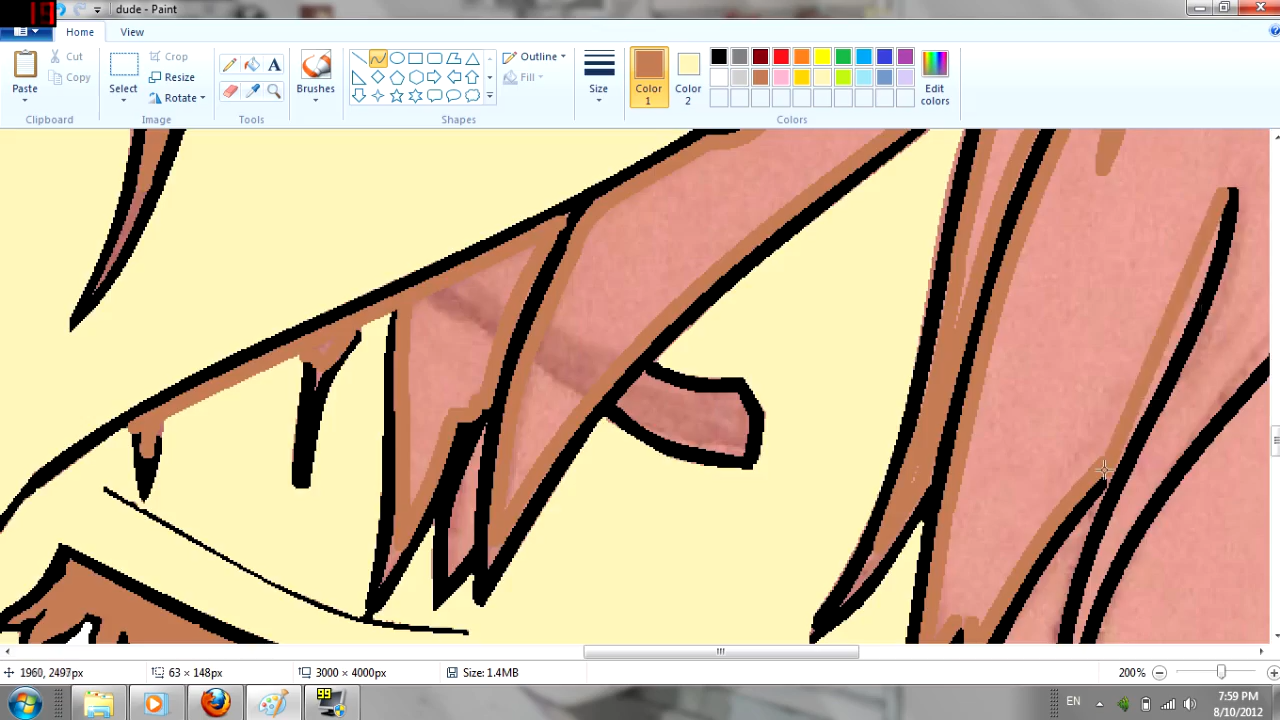 19
dude - Paint
Home
View
Paste
Cut
Copy
Clipboard
Select
Crop
Resize
Rotate
Image
A
Tools
Brushes
Outline
Fill
Shapes
Size
Color 1
Color 2
Edit colors
Colors
1960, 2497px
63 × 148px
3000 × 4000px
Size: 1.4MB
200%
99
EN
7:59 PM
8/10/2012